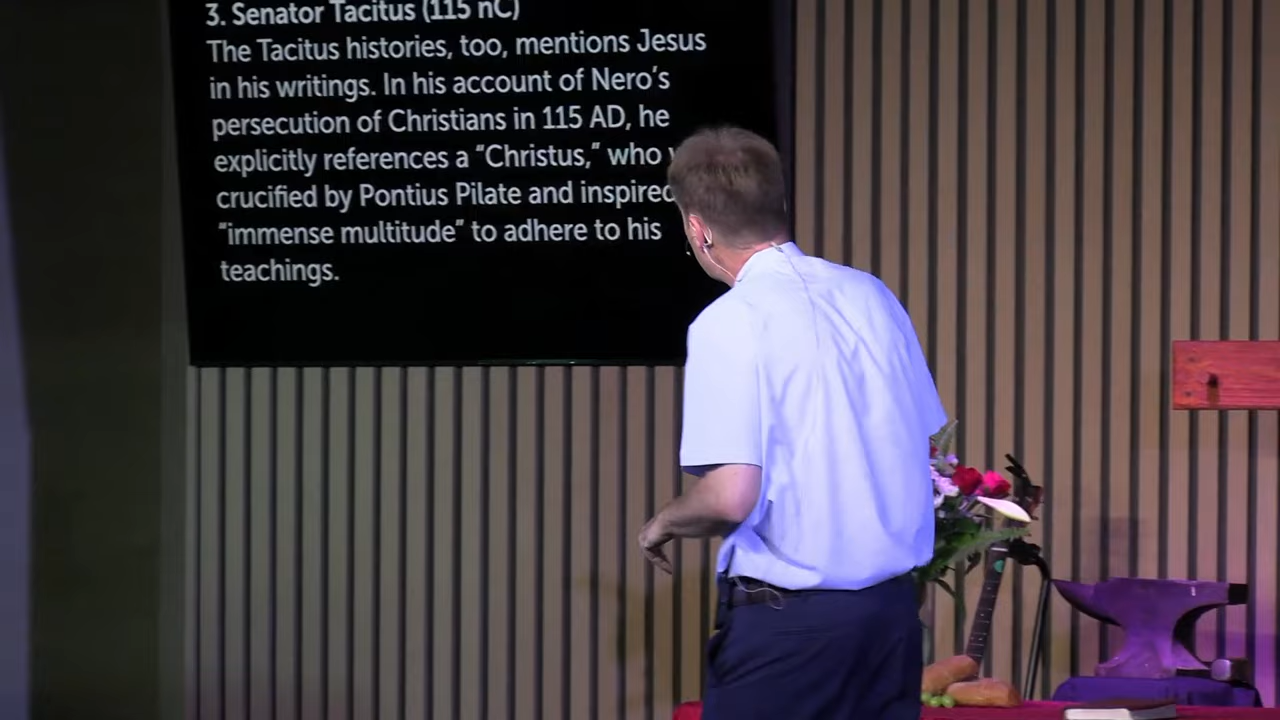 3. Senator Tacitus (115 nC)
The Tacitus histories, too, mentions Jesus
in his writings. In his account of Nero's
persecution of Christians in 115 AD, he
explicitly references a “Christus,” who
crucified by Pontius Pilate and inspired
“immense multitude” to adhere to his
teachings.